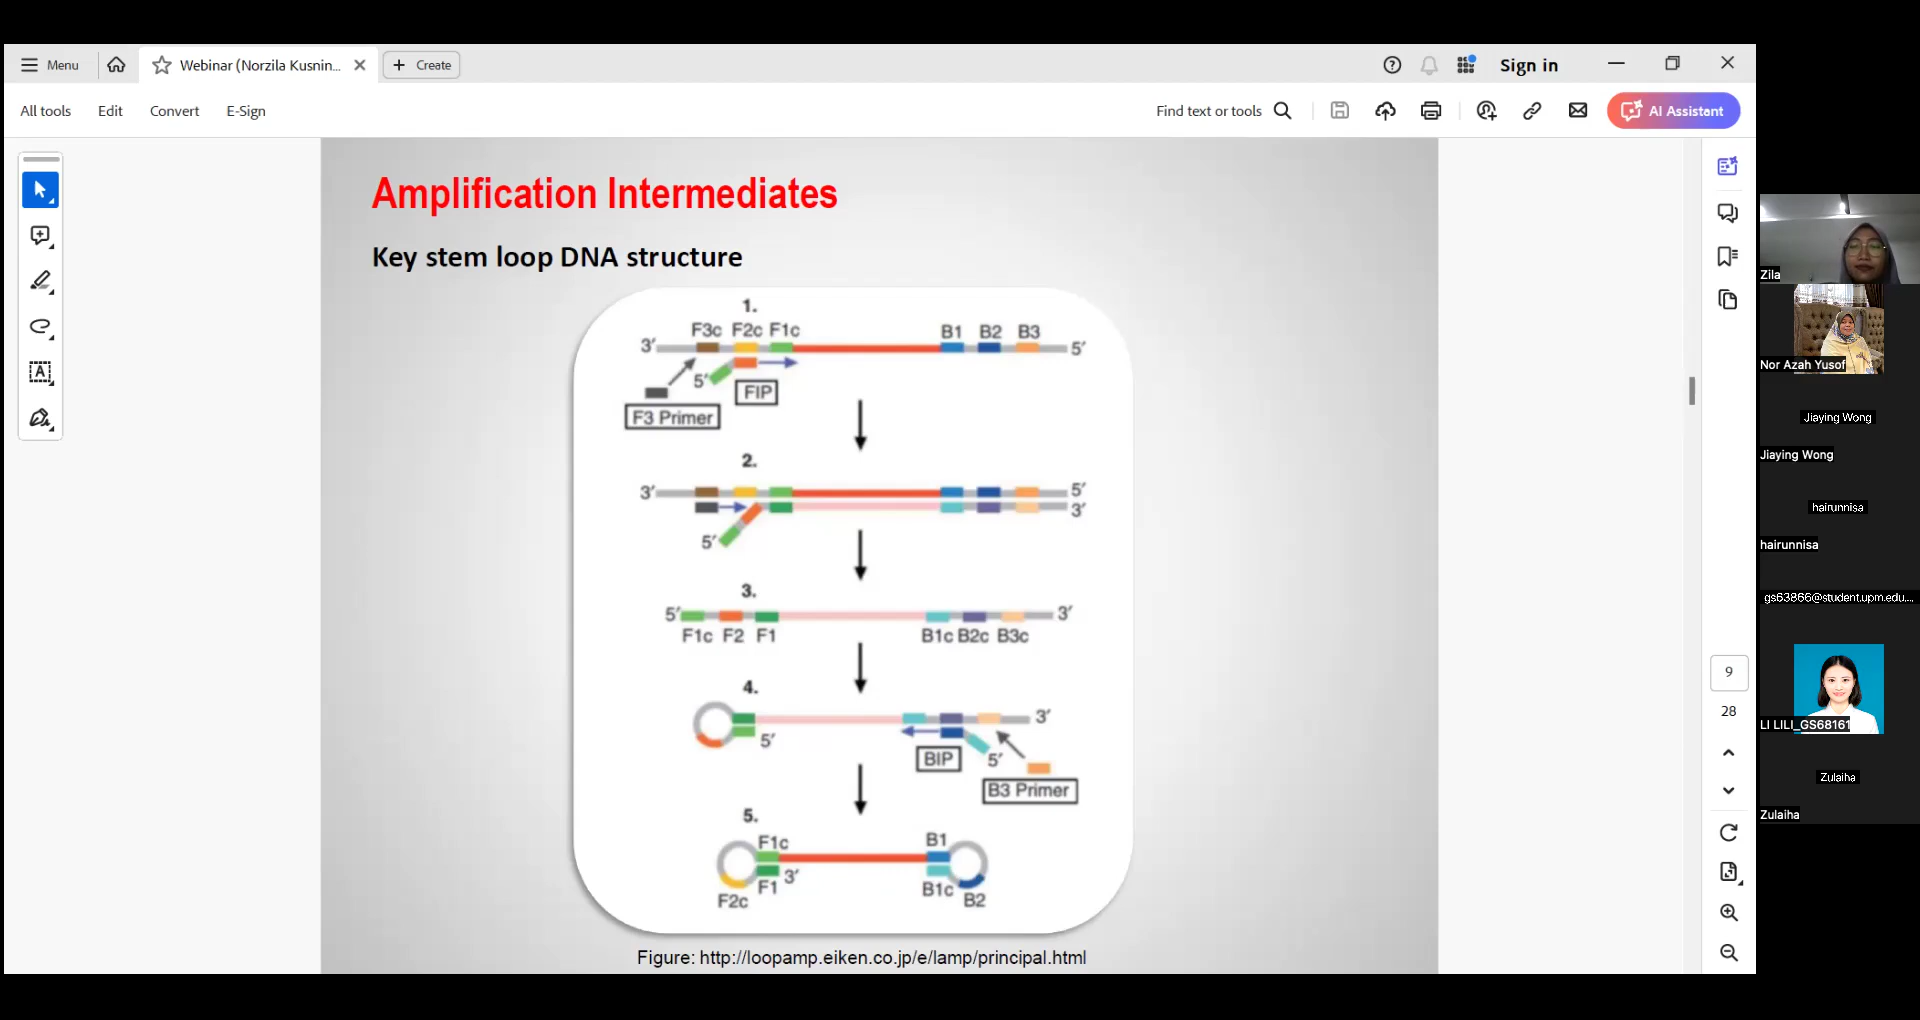 Menu
Webinar (Norzila Kusnin...
Create
Sign in
All tools
Edit
Convert
E-Sign
Find text or tools
AI Assistant
Amplification Intermediates
Key stem loop DNA structure
1.
F3c F2c F1c
B1 B2 B3
3′
5′
5′
FIP
F3 Primer
2.
3′
5′
3′
5′
3.
5′
3′
F1c F2 F1
B1c B2c B3c
4.
3′
5′
BIP
5′
B3 Primer
5.
F1c
B1
3′
F1
F2c
B1c
B2
Figure: http://loopamp.eiken.co.jp/e/lamp/principal.html
9
28
Zila
Nor Azah Yusof
Jiaying Wong
Jiaying Wong
hairunnisa
hairunnisa
gs63866@student.upm.edu,...
LI LILI_GS68161
Zulaiha
Zulaiha